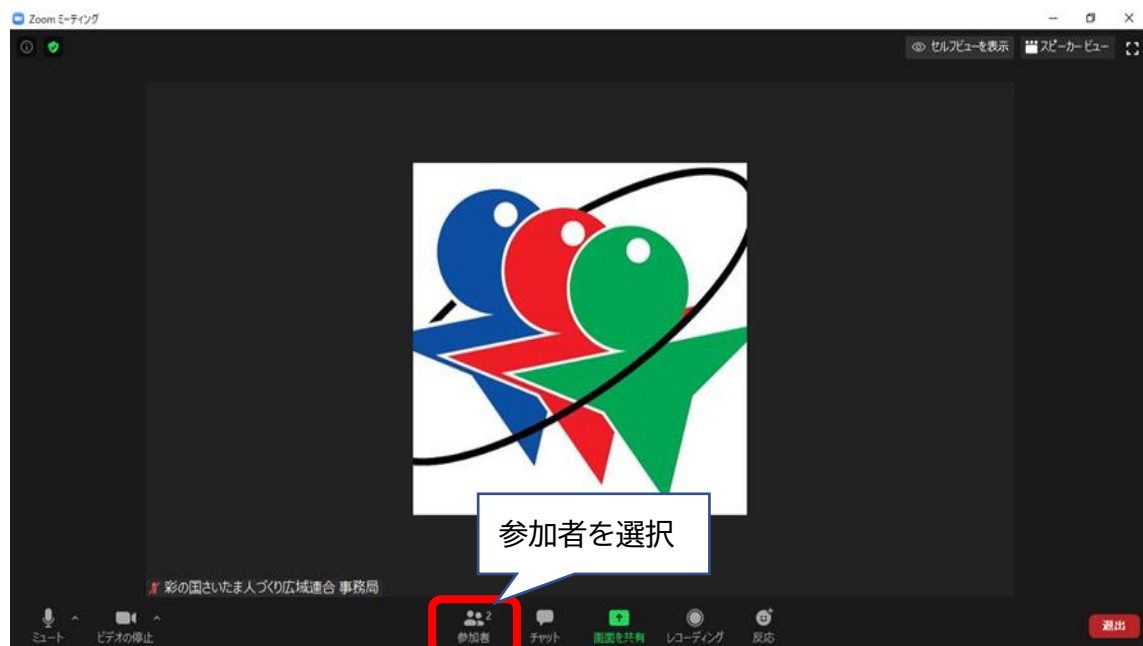 Zoom ミーティング
セルフビューを表示 スピーカー ビュー
参加者を選択
彩の国さいたま人づくり広域連合 事務局
2
ミュート ビデオの停止 参加者 チャット 画面を共有 レコーディング 反応 退出